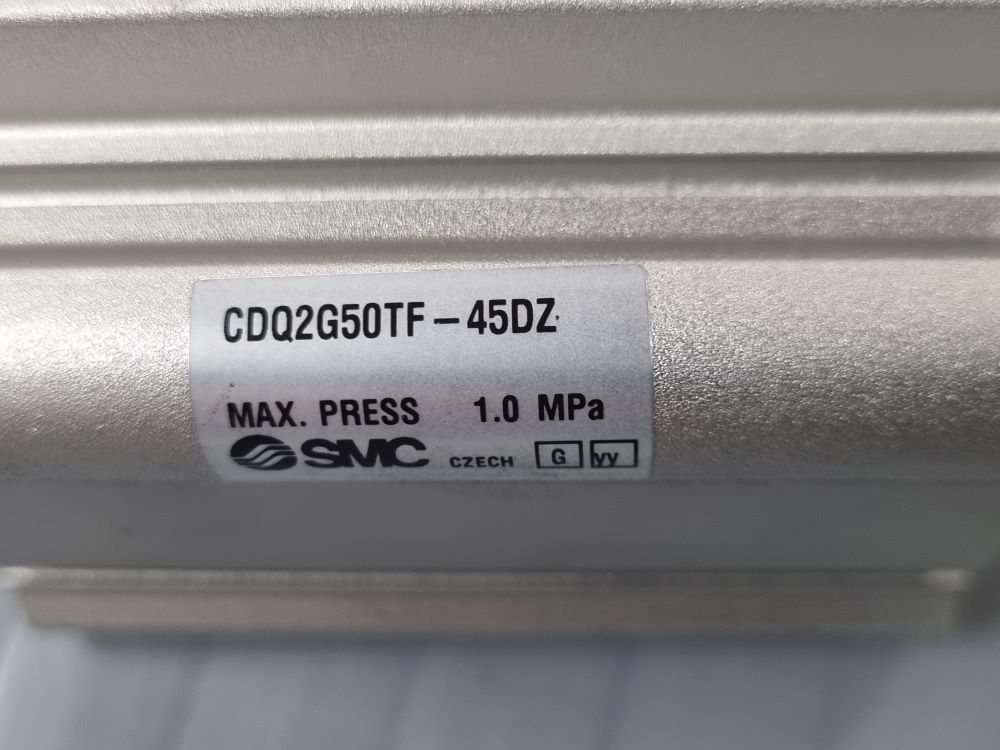 CDQ2G50TF-45DZ
MAX. PRESS 1.0 MPa
SMC CZECH G yy